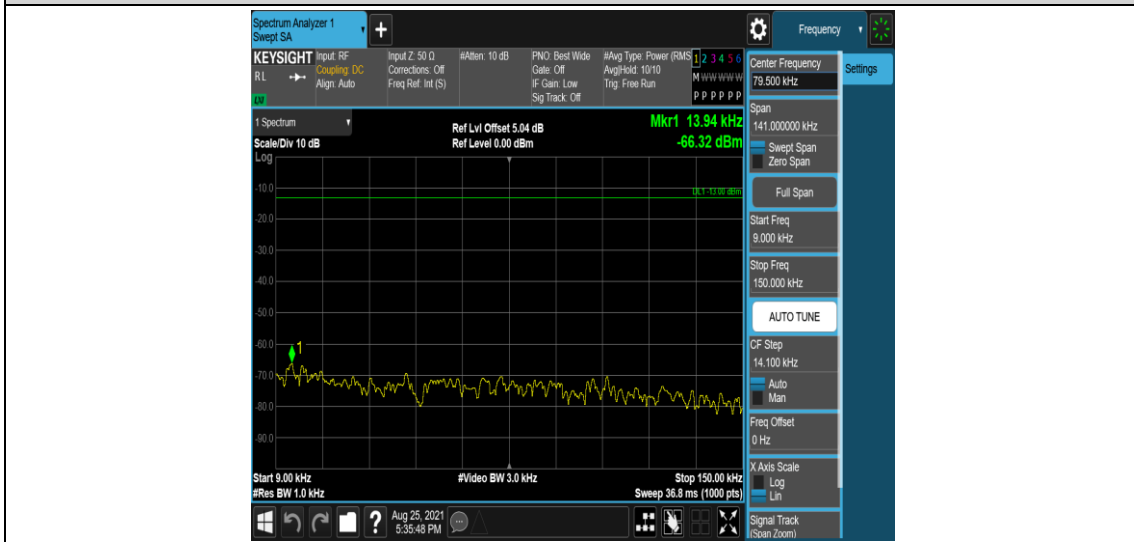 Spectrum Analyzer 1
Swept SA
+
Frequency
KEYSIGHT
R L
Input: RF
Coupling: DC
Align: Auto
Input Z: 50 Ω
Corrections: Off
Freq Ref: Int (S)
#Atten: 10 dB
PNO: Best Wide
Gate: Off
IF Gain: Low
Sig Track: Off
#Avg Type: Power (RMS
Avg|Hold: 10/10
Trig: Free Run
1 2 3 4 5 6
M W W W W W
P P P P P P
1 Spectrum
Scale/Div 10 dB
Log
Ref Lvl Offset 5.04 dB
Ref Level 0.00 dBm
Mkr1 13.94 kHz
-66.32 dBm
DL1 -13.00 dBm
-10.0
-20.0
-30.0
-40.0
-50.0
-60.0
-70.0
-80.0
-90.0
1
Start 9.00 kHz
#Res BW 1.0 kHz
#Video BW 3.0 kHz
Stop 150.00 kHz
Sweep 36.8 ms (1000 pts)
?
Aug 25, 2021
5:35:48 PM
Center Frequency
79.500 kHz
Settings
Span
141.000000 kHz
Swept Span
Zero Span
Full Span
Start Freq
9.000 kHz
Stop Freq
150.000 kHz
AUTO TUNE
CF Step
14.100 kHz
Auto
Man
Freq Offset
0 Hz
X Axis Scale
Log
Lin
Signal Track
(Span Zoom)